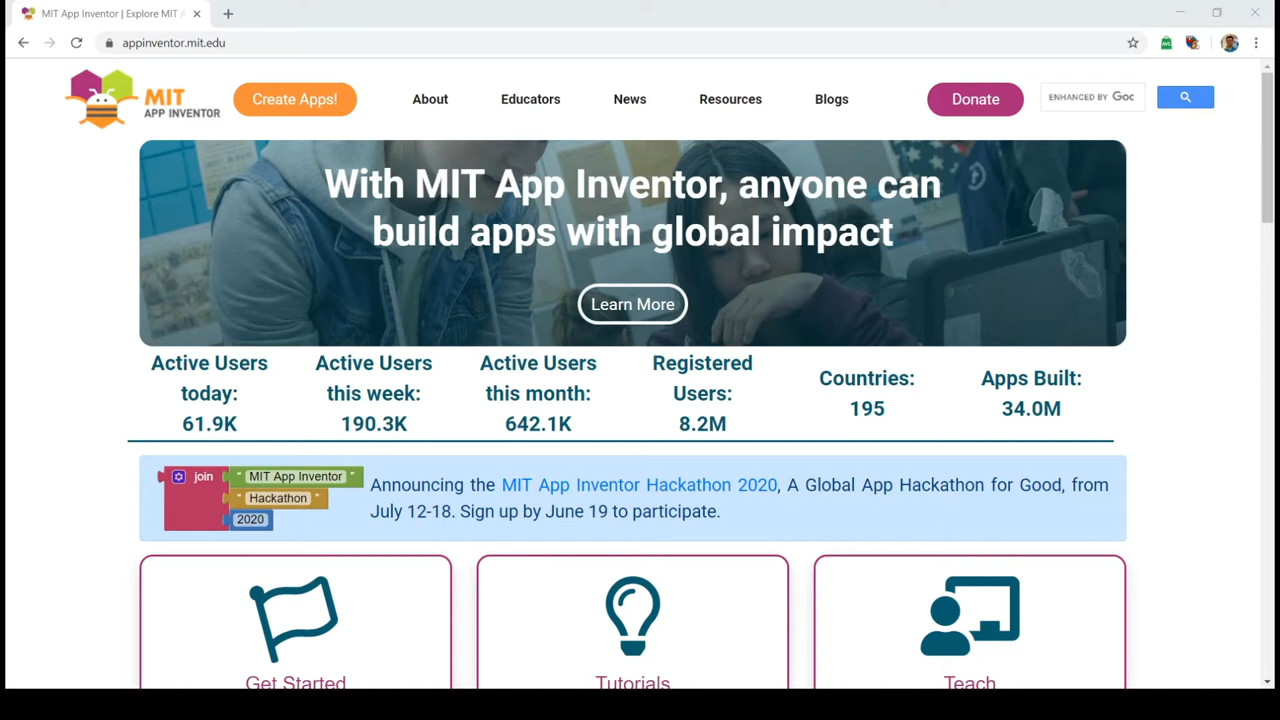 MIT App Inventor | Explore MIT A
appinventor.mit.edu
MIT
APP INVENTOR
Create Apps!
About
Educators
News
Resources
Blogs
Donate
ENHANCED BY Goo
With MIT App Inventor, anyone can
build apps with global impact
Learn More
Active Users
today:
61.9K
Active Users
this week:
190.3K
Active Users
this month:
642.1K
Registered
Users:
8.2M
Countries:
195
Apps Built:
34.0M
join
" MIT App Inventor "
" Hackathon "
2020
Announcing the MIT App Inventor Hackathon 2020, A Global App Hackathon for Good, from
July 12-18. Sign up by June 19 to participate.
Get Started
Tutorials
Teach